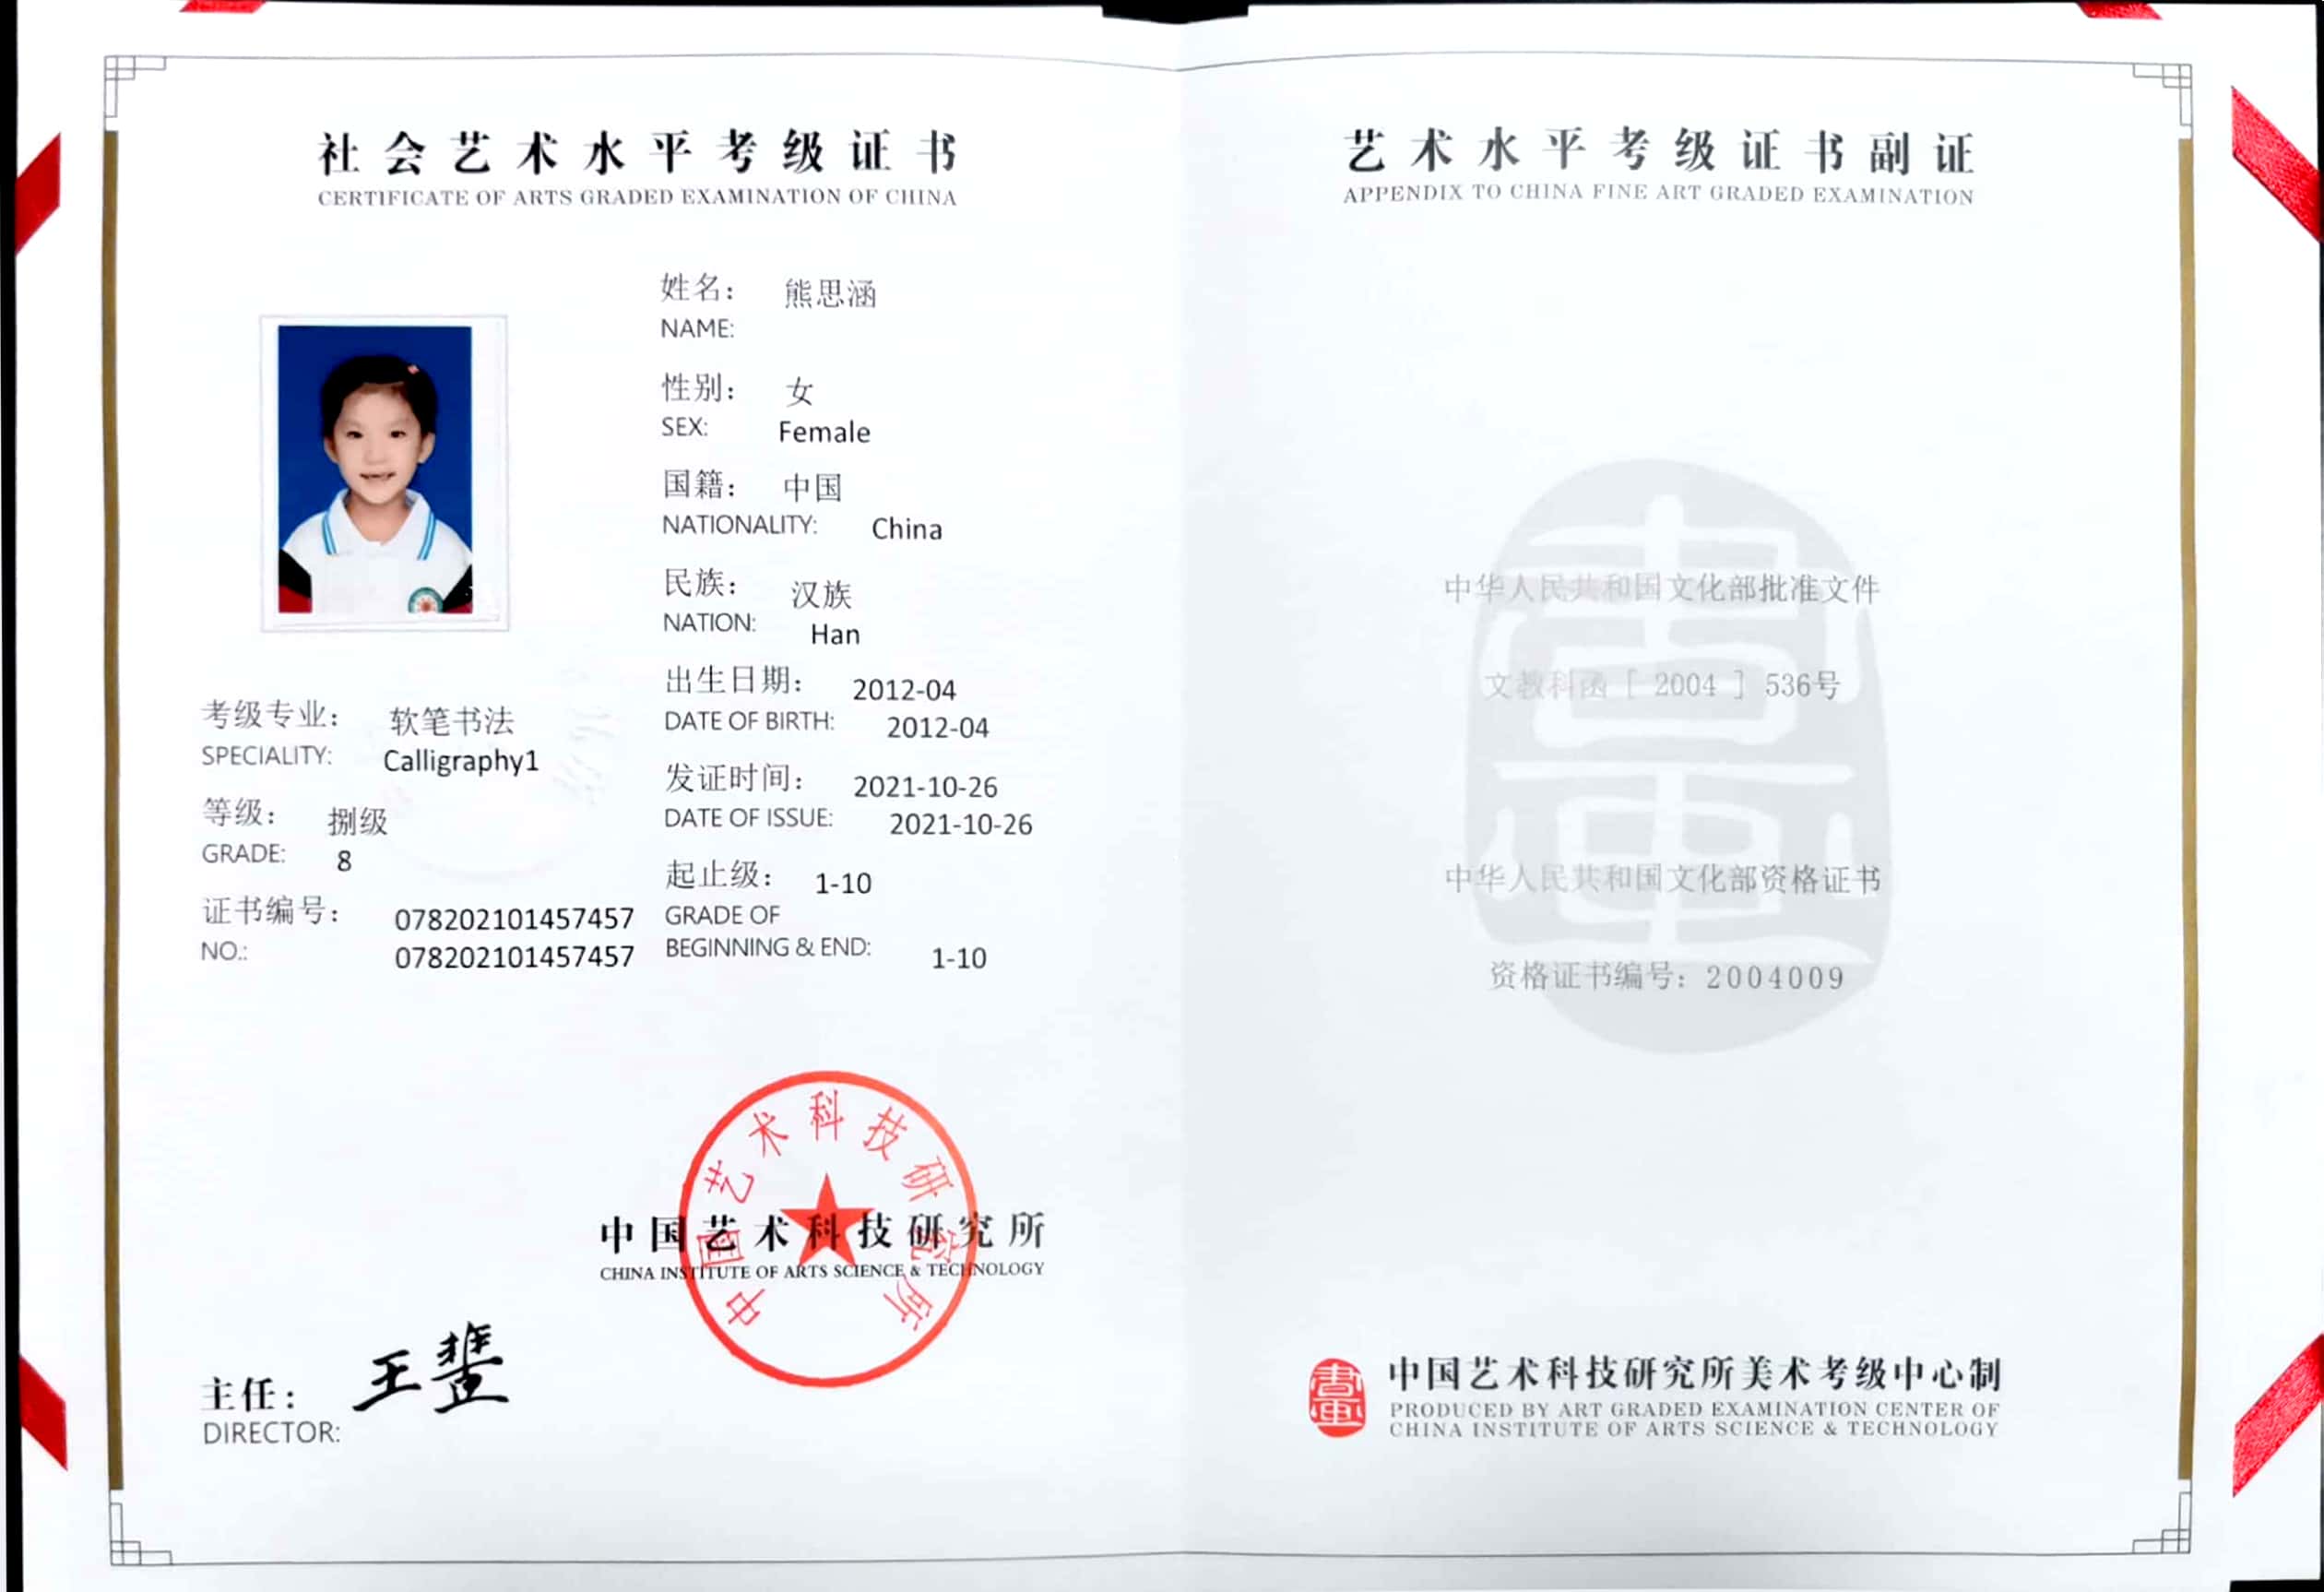 社会艺术水平考级证书
CERTIFICATE OF ARTS GRADED EXAMINATION OF CHINA
姓名： 熊思涵
NAME:
性别： 女
SEX: Female
国籍： 中国
NATIONALITY: China
民族： 汉族
NATION: Han
出生日期： 2012-04
DATE OF BIRTH: 2012-04
发证时间： 2021-10-26
DATE OF ISSUE: 2021-10-26
起止级： 1-10
GRADE OF
BEGINNING & END: 1-10
考级专业： 软笔书法
SPECIALITY: Calligraphy1
等级： 捌级
GRADE: 8
证书编号： 078202101457457
NO.: 078202101457457
中国艺术科技研究所
CHINA INSTITUTE OF ARTS SCIENCE & TECHNOLOGY
中国艺术科技研究所
主任：
DIRECTOR:
艺术水平考级证书副证
APPENDIX TO CHINA FINE ART GRADED EXAMINATION
中华人民共和国文化部批准文件
文教科函［2004］536号
中华人民共和国文化部资格证书
资格证书编号：2004009
中国艺术科技研究所美术考级中心制
PRODUCED BY ART GRADED EXAMINATION CENTER OF
CHINA INSTITUTE OF ARTS SCIENCE & TECHNOLOGY